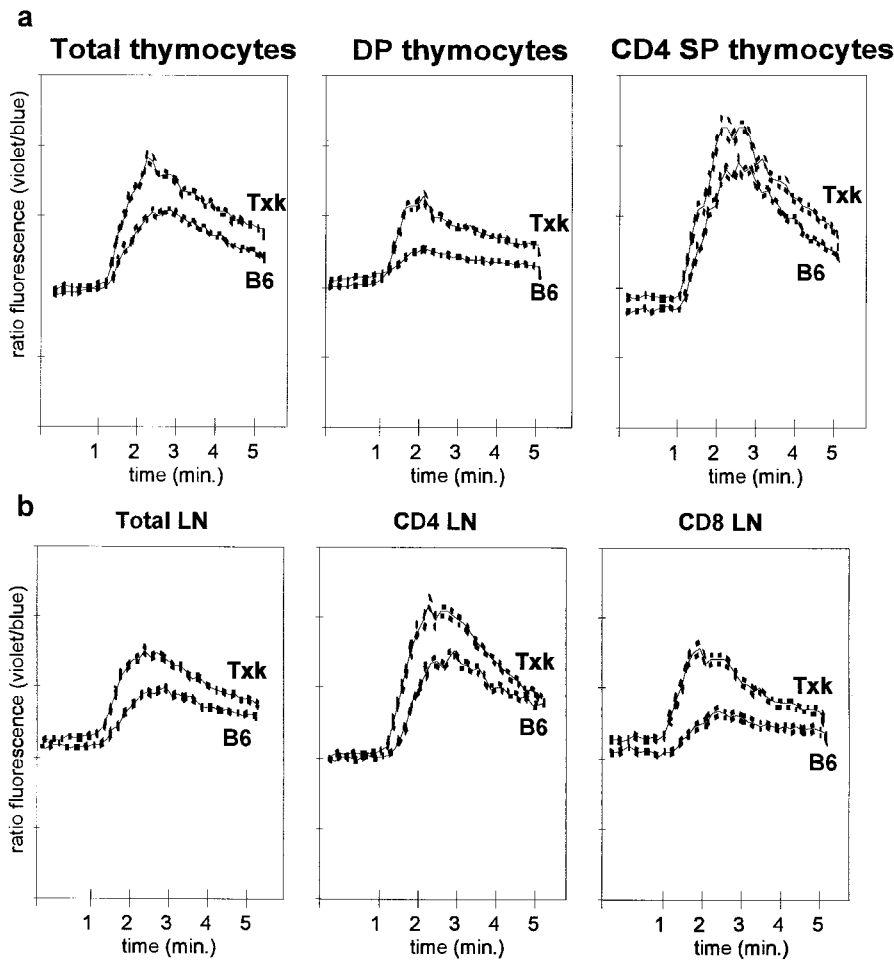 a
Total thymocytes
DP thymocytes
CD4 SP thymocytes
ratio fluorescence (violet/blue)
Txk
B6
Txk
B6
Txk
B6
1 2 3 4 5
1 2 3 4 5
1 2 3 4 5
time (min.)
time (min.)
time (min.)
b
Total LN
CD4 LN
CD8 LN
ratio fluorescence (violet/blue)
Txk
B6
Txk
B6
Txk
B6
1 2 3 4 5
1 2 3 4 5
1 2 3 4 5
time (min.)
time (min.)
time (min.)